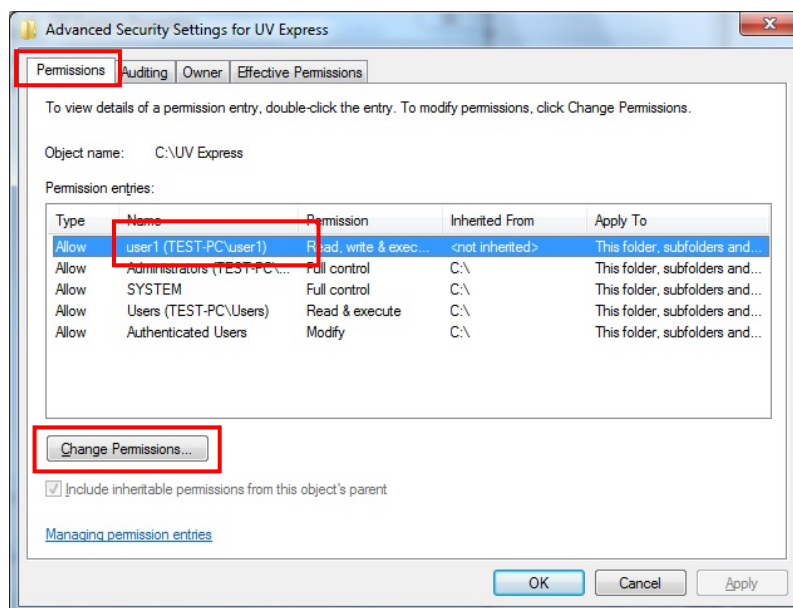 Advanced Security Settings for UV Express
Permissions Auditing Owner Effective Permissions
To view details of a permission entry, double-click the entry. To modify permissions, click Change Permissions.
Object name: C:\UV Express
Permission entries:
Type Name Permission Inherited From Apply To
Allow user1 (TEST-PC\user1) Read, write & exec... <not inherited> This folder, subfolders and...
Allow Administrators (TEST-PC\... Full control C:\ This folder, subfolders and...
Allow SYSTEM Full control C:\ This folder, subfolders and...
Allow Users (TEST-PC\Users) Read & execute C:\ This folder, subfolders and...
Allow Authenticated Users Modify C:\ This folder, subfolders and...
Change Permissions...
Include inheritable permissions from this object's parent
Managing permission entries
OK Cancel Apply